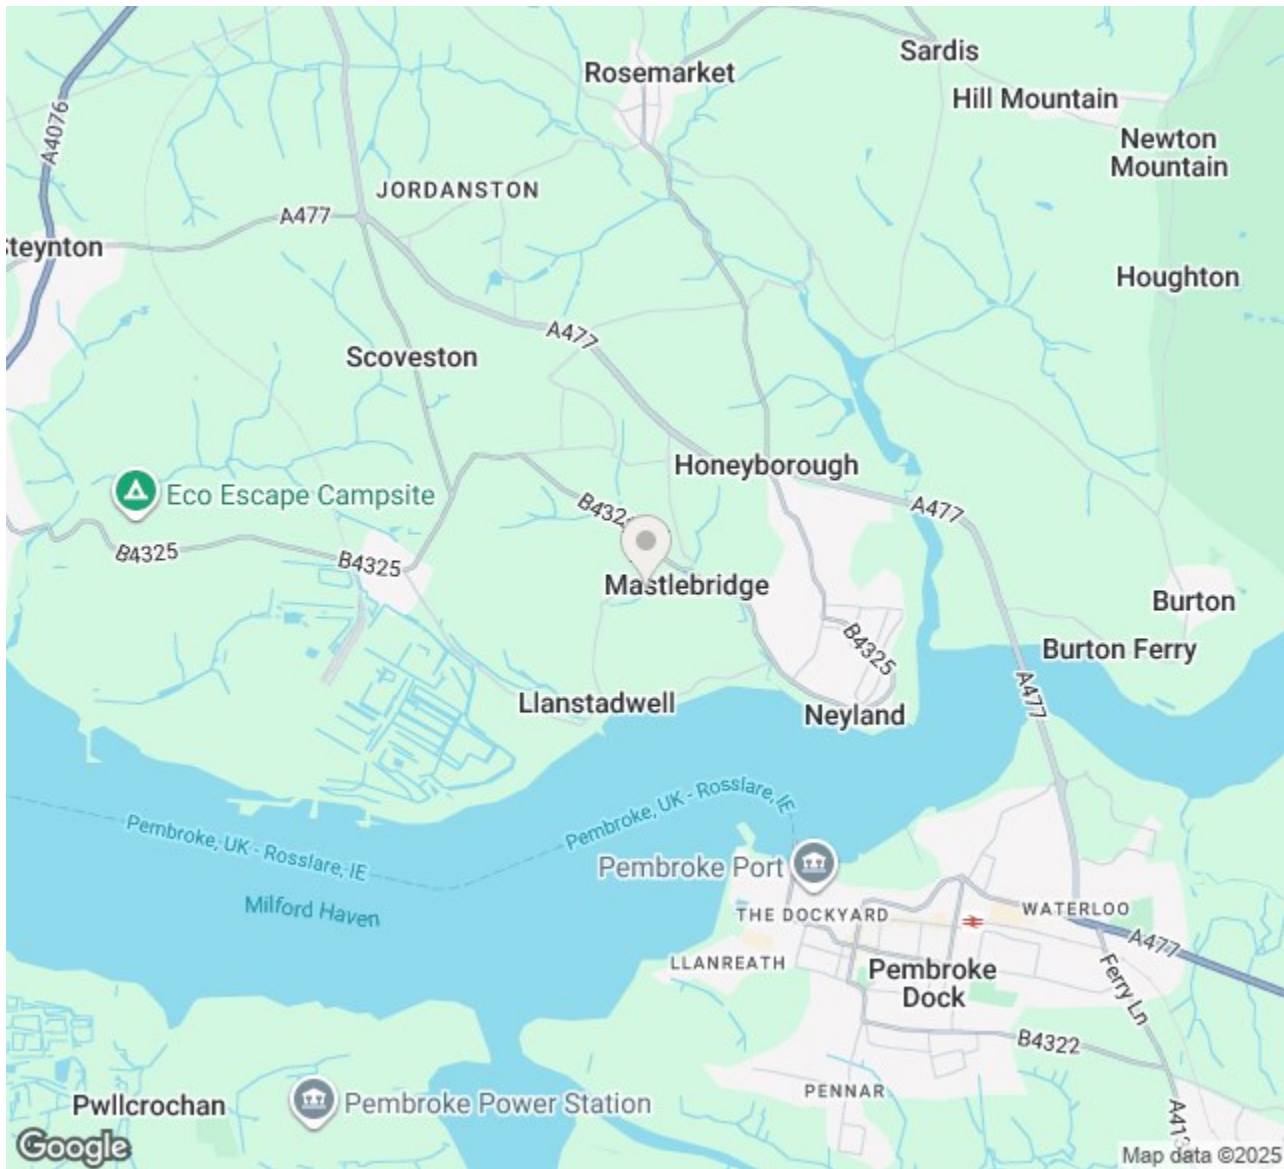 Sardis
Rosemarket
Hill Mountain
A4076
Newton
Mountain
JORDANSTON
A477
Steynton
Houghton
A477
Scoveston
Honeyborough
Eco Escape Campsite
A477
B4325
B4325
Mastlebridge
Burton
B4325
Burton Ferry
A477
Llanstadwell
Neyland
Pembroke, UK - Rosslare, IE
Pembroke, UK - Rosslare, IE
Pembroke Port
Milford Haven
THE DOCKYARD
WATERLOO
A477
LLANREATH
Pembroke
Dock
Ferry Ln
B4322
PENNAR
Pwllcrochan
Pembroke Power Station
Google
Map data ©2025